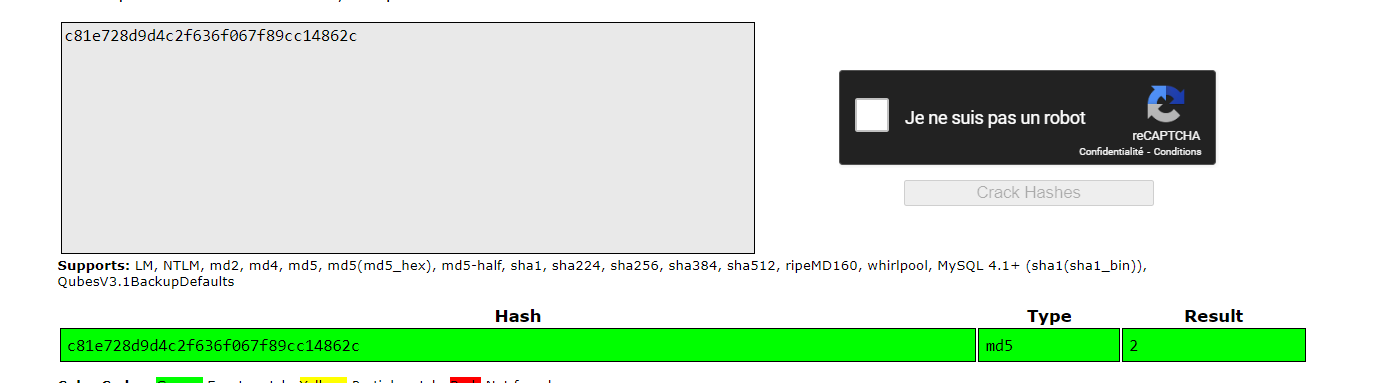 c81e728d9d4c2f636f067f89cc14862c
Je ne suis pas un robot
reCAPTCHA
Confidentialité - Conditions
Crack Hashes
Supports: LM, NTLM, md2, md4, md5, md5(md5_hex), md5-half, sha1, sha224, sha256, sha384, sha512, ripeMD160, whirlpool, MySQL 4.1+ (sha1(sha1_bin)),
QubesV3.1BackupDefaults
Hash Type Result
c81e728d9d4c2f636f067f89cc14862c md5 2